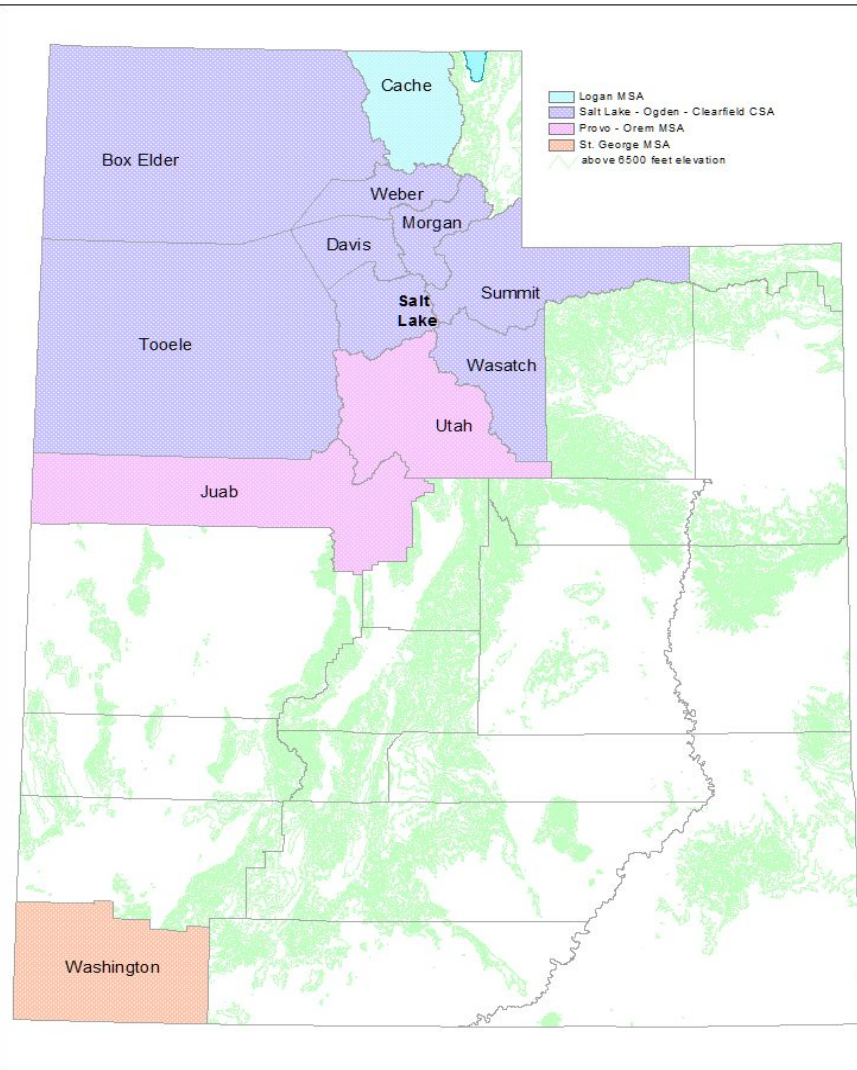 Cache
Logan MSA
Salt Lake - Ogden - Clearfield CSA
Provo - Orem MSA
St. George MSA
above 6500 feet elevation
Box Elder
Weber
Morgan
Davis
Summit
Salt
Lake
Tooele
Wasatch
Utah
Juab
Washington